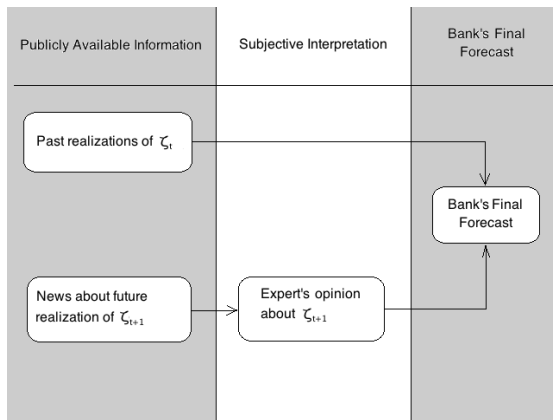 Publicly Available Information
Subjective Interpretation
Bank's Final
Forecast
Past realizations of ζt
Bank's Final
Forecast
News about future
realization of ζt+1
Expert's opinion
about ζt+1